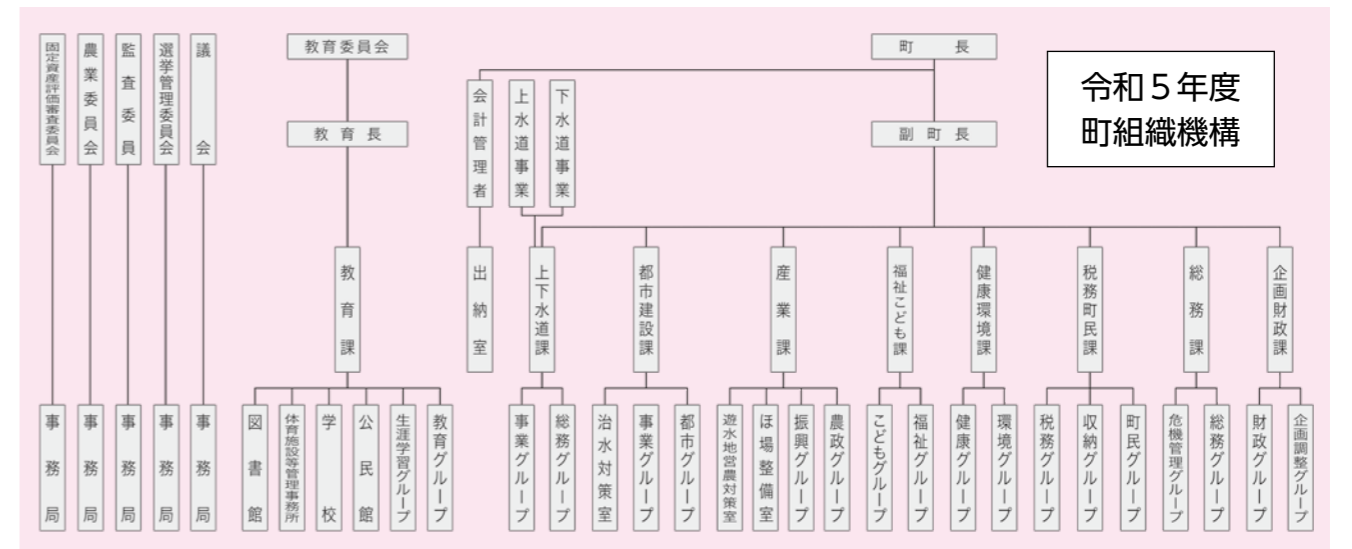 令和５年度
町組織機構
町長
副町長
会計管理者
上水道事業
下水道事業
教育委員会
教育長
議会
選挙管理委員会
監査委員
農業委員会
固定資産評価審査委員会
企画財政課
総務課
税務町民課
健康環境課
福祉こども課
産業課
都市建設課
上下水道課
出納室
教育課
企画調整グループ
財政グループ
総務グループ
危機管理グループ
町民グループ
収納グループ
税務グループ
環境グループ
健康グループ
福祉グループ
こどもグループ
農政グループ
振興グループ
ほ場整備室
遊水地営農対策室
都市グループ
事業グループ
治水対策室
総務グループ
事業グループ
教育グループ
生涯学習グループ
公民館
学校
体育施設等管理事務所
図書館
事務局
事務局
事務局
事務局
事務局